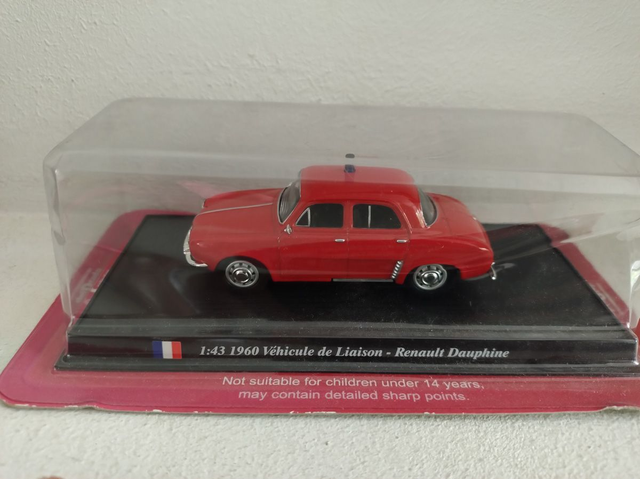 1:43 1960 Véhicule de Liaison - Renault Dauphine
Not suitable for children under 14 years,
may contain detailed sharp points.